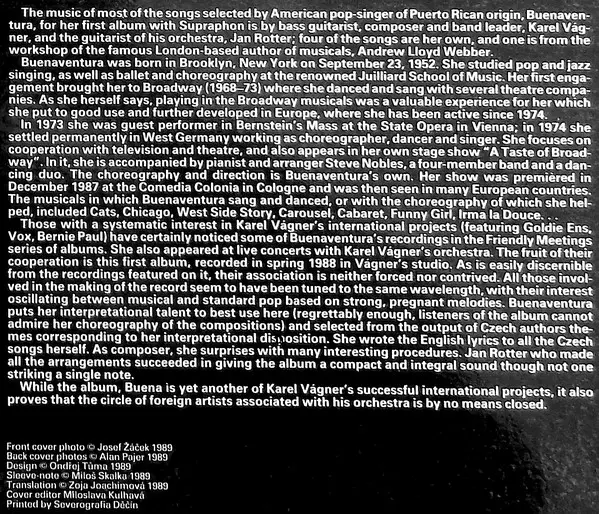 The music of most of the songs selected by American pop-singer of Puerto Rican origin, Buenaven-
tura, for her first album with Supraphon is by bass guitarist, composer and band leader, Karel Vág-
ner, and the guitarist of his orchestra, Jan Rotter; four of the songs are her own, and one is from the
workshop of the famous London-based author of musicals, Andrew Lloyd Webber.
Buenaventura was born in Brooklyn, New York on September 23, 1952. She studied pop and jazz
singing, as well as ballet and choreography at the renowned Juilliard School of Music. Her first enga-
gement brought her to Broadway (1968–73) where she danced and sang with several theatre compa-
nies. As she herself says, playing in the Broadway musicals was a valuable experience for her which
she put to good use and further developed in Europe, where she has been active since 1974.
In 1973 she was guest performer in Bernstein's Mass at the State Opera in Vienna; in 1974 she
settled permanently in West Germany working as choreographer, dancer and singer. She focuses on
cooperation with television and theatre, and also appears in her own stage show "A Taste of Broad-
way". In it, she is accompanied by pianist and arranger Steve Nobles, a four-member band and a dan-
cing duo. The choreography and direction is Buenaventura's own. Her show was premièred in
December 1987 at the Comedia Colonia in Cologne and was then seen in many European countries.
The musicals in which Buenaventura sang and danced, or with the choreography of which she hel-
ped, included Cats, Chicago, West Side Story, Carousel, Cabaret, Funny Girl, Irma la Douce. . .
Those with a systematic interest in Karel Vágner's international projects (featuring Goldie Ens,
Vox, Bernie Paul) have certainly noticed some of Buenaventura's recordings in the Friendly Meetings
series of albums. She also appeared at live concerts with Karel Vágner's orchestra. The fruit of their
cooperation is this first album, recorded in spring 1988 in Vágner's studio. As is easily discernible
from the recordings featured on it, their association is neither forced nor contrived. All those invol-
ved in the making of the record seem to have been tuned to the same wavelength, with their interest
oscillating between musical and standard pop based on strong, pregnant melodies. Buenaventura
puts her interpretational talent to best use here (regrettably enough, listeners of the album cannot
admire her choreography of the compositions) and selected from the output of Czech authors the-
mes corresponding to her interpretational disposition. She wrote the English lyrics to all the Czech
songs herself. As composer, she surprises with many interesting procedures. Jan Rotter who made
all the arrangements succeeded in giving the album a compact and integral sound though not one
striking a single note.
While the album, Buena is yet another of Karel Vágner's successful international projects, it also
proves that the circle of foreign artists associated with his orchestra is by no means closed.
Front cover photo © Josef Žáček 1989
Back cover photos © Alan Pajer 1989
Design © Ondřej Tůma 1989
Sleeve-note © Miloš Skalka 1989
Translation © Zoja Joachimová 1989
Cover editor Miloslava Kulhavá
Printed by Severografia Děčín